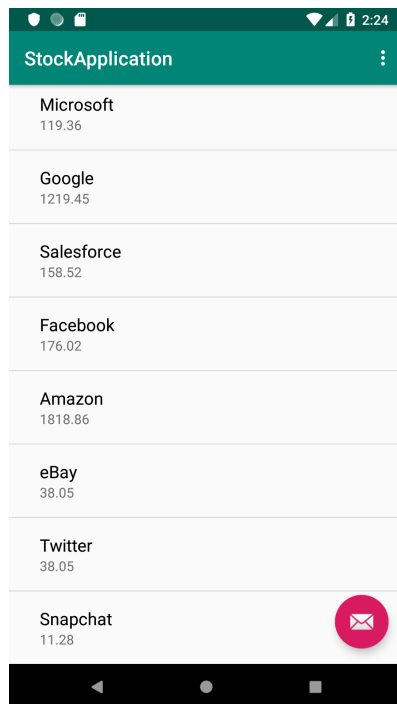 2:24
StockApplication
Microsoft
119.36
Google
1219.45
Salesforce
158.52
Facebook
176.02
Amazon
1818.86
eBay
38.05
Twitter
38.05
Snapchat
11.28